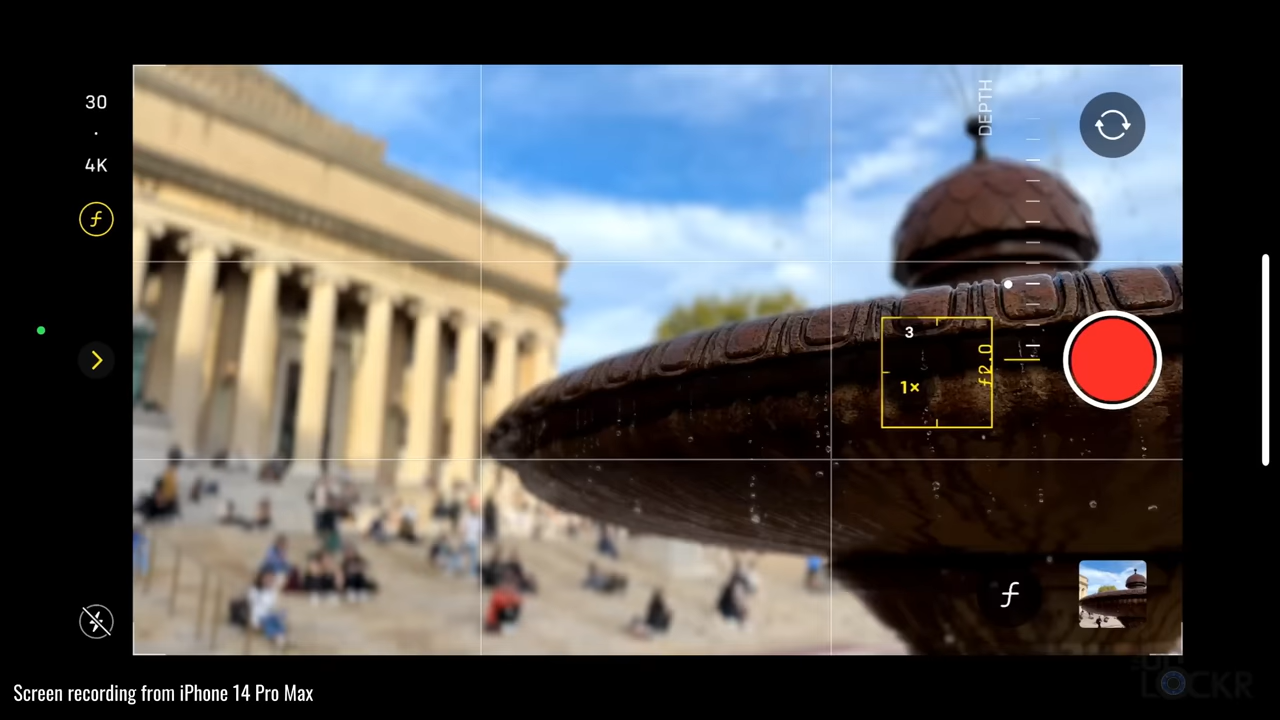 30
·
4K
f
DEPTH
3
1×
f2.0
f
Screen recording from iPhone 14 Pro Max
LOCKR